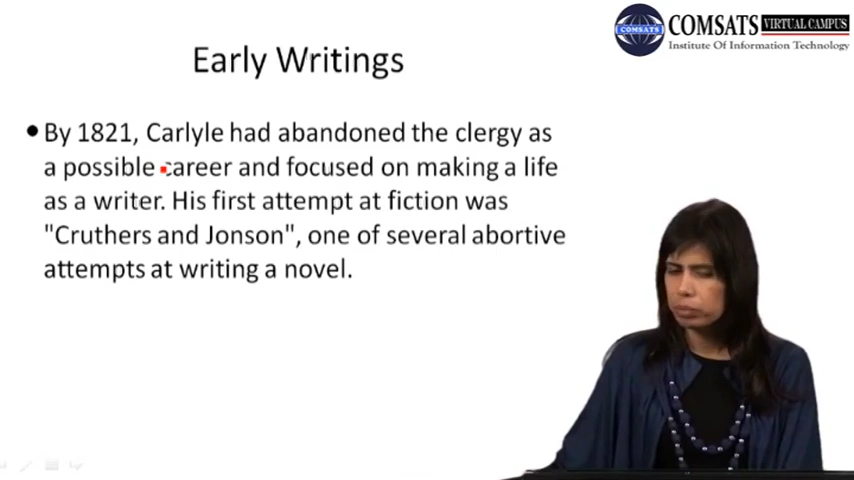 COMSATS VIRTUAL CAMPUS
COMSATS
Institute Of Information Technology
Early Writings
By 1821, Carlyle had abandoned the clergy as
a possible career and focused on making a life
as a writer. His first attempt at fiction was
"Cruthers and Jonson", one of several abortive
attempts at writing a novel.